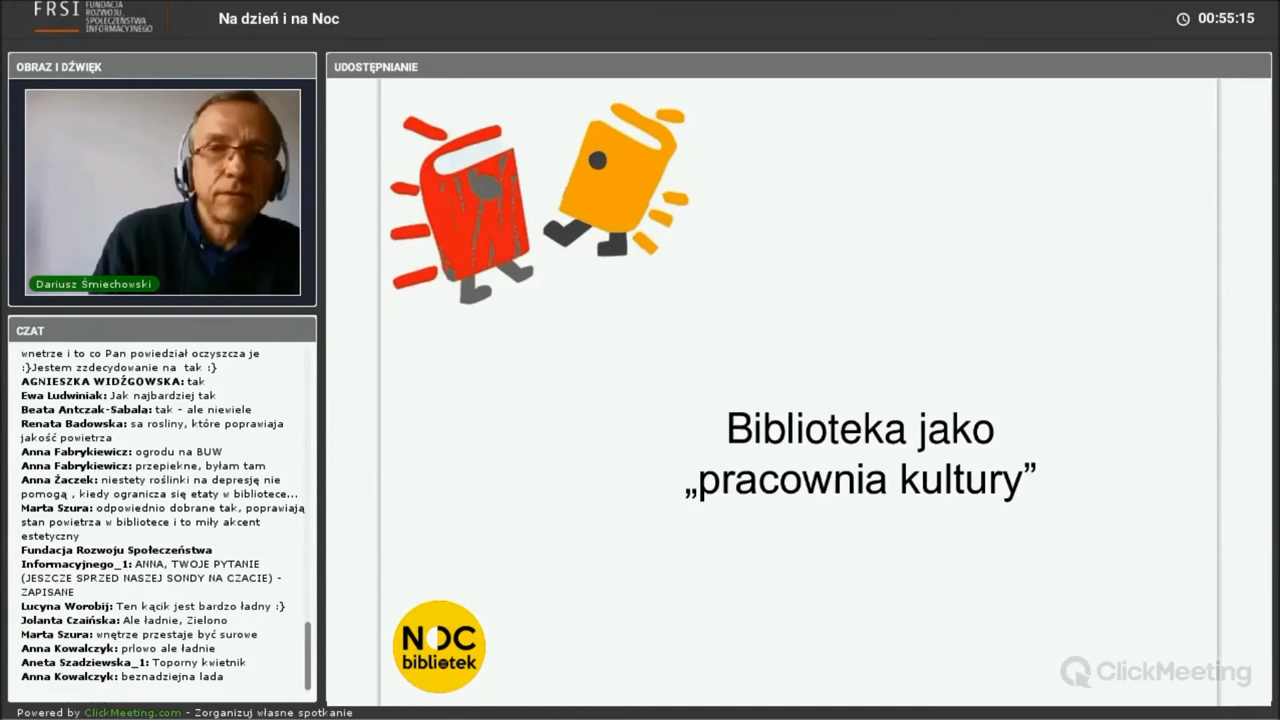 FRSI
FUNDACJA
ROZWOJU
SPOŁECZEŃSTWA
INFORMACYJNEGO
Na dzień i na Noc
00:55:15
OBRAZ I DŹWIĘK
Dariusz Śmiechowski
CZAT
wnetrze i to co Pan powiedział oczyszcza je
:}Jestem zzdecydowanie na tak :}
AGNIESZKA WIDŹGOWSKA: tak
Ewa Ludwiniak: Jak najbardziej tak
Beata Antczak-Sabala: tak - ale niewiele
Renata Badowska: sa rosliny, które poprawiaja
jakość powietrza
Anna Fabrykiewicz: ogrodu na BUW
Anna Fabrykiewicz: przepiekne, byłam tam
Anna Żaczek: niestety roślinki na depresję nie
pomogą , kiedy ogranicza się etaty w bibliotece...
Marta Szura: odpowiednio dobrane tak, poprawiają
stan powietrza w bibliotece i to miły akcent
estetyczny
Fundacja Rozwoju Społeczeństwa
Informacyjnego_1: ANNA, TWOJE PYTANIE
(JESZCZE SPRZED NASZEJ SONDY NA CZACIE) -
ZAPISANE
Lucyna Worobij: Ten kącik jest bardzo ładny :}
Jolanta Czaińska: Ale ładnie, Zielono
Marta Szura: wnętrze przestaje być surowe
Anna Kowalczyk: prlowo ale ładnie
Aneta Szadziewska_1: Toporny kwietnik
Anna Kowalczyk: beznadziejna lada
UDOSTĘPNIANIE
Biblioteka jako
„pracownia kultury”
NOC
bibliotek
ClickMeeting
Powered by ClickMeeting.com - Zorganizuj własne spotkanie